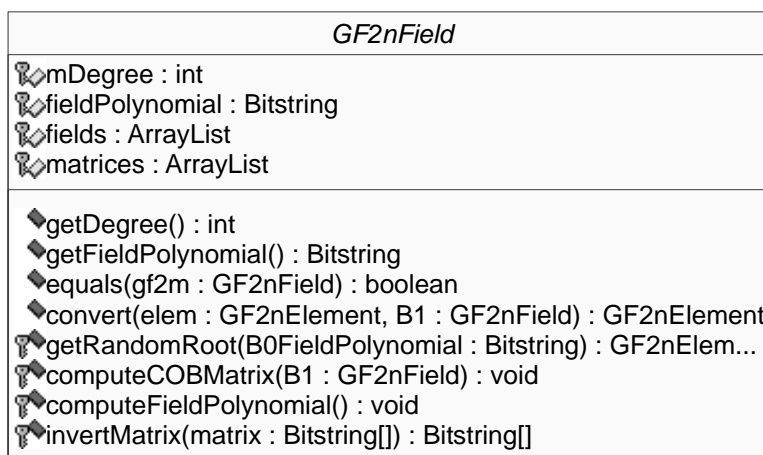 GF2nField
mDegree : int
fieldPolynomial : Bitstring
fields : ArrayList
matrices : ArrayList
getDegree() : int
getFieldPolynomial() : Bitstring
equals(gf2m : GF2nField) : boolean
convert(elem : GF2nElement, B1 : GF2nField) : GF2nElement
getRandomRoot(B0FieldPolynomial : Bitstring) : GF2nElem...
computeCOBMatrix(B1 : GF2nField) : void
computeFieldPolynomial() : void
invertMatrix(matrix : Bitstring[]) : Bitstring[]